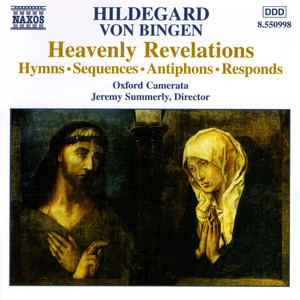 NAXOS
DDD
8.550998
HILDEGARD
VON BINGEN
Heavenly Revelations
Hymns • Sequences • Antiphons • Responds
Oxford Camerata
Jeremy Summerly, Director